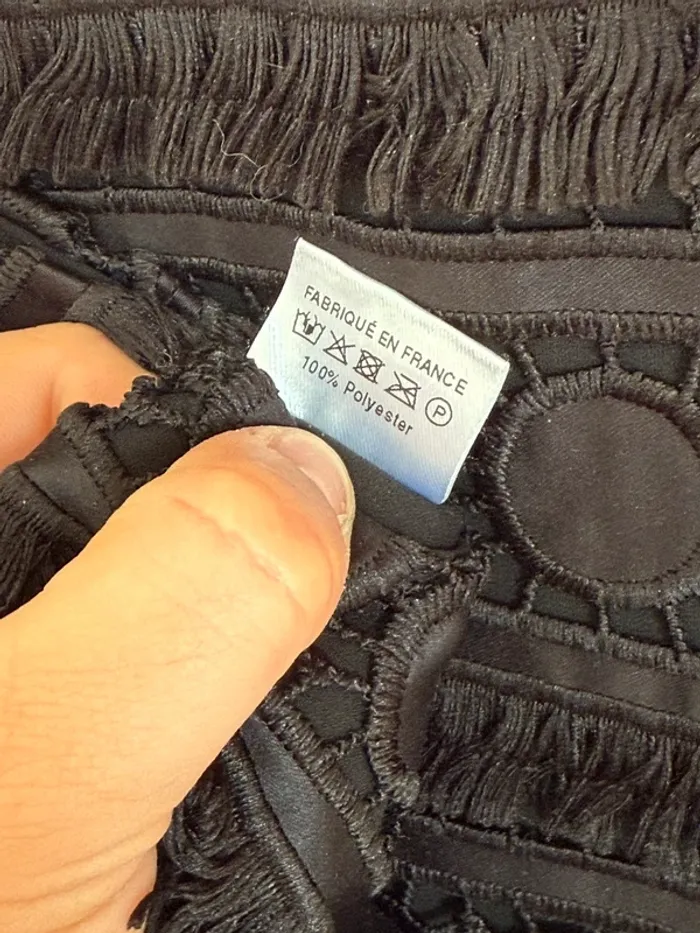 FABRIQUÉ EN FRANCE
P
100% Polyester